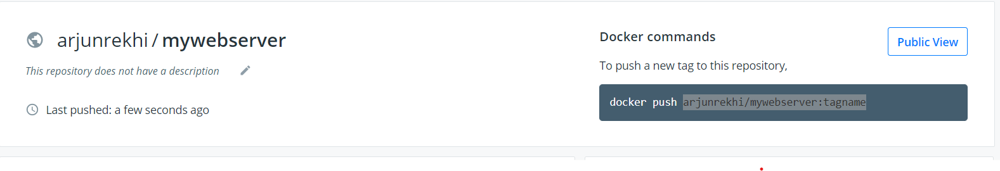 arjunrekhi / mywebserver
This repository does not have a description
Last pushed: a few seconds ago
Docker commands
Public View
To push a new tag to this repository,
docker push arjunrekhi/mywebserver:tagname